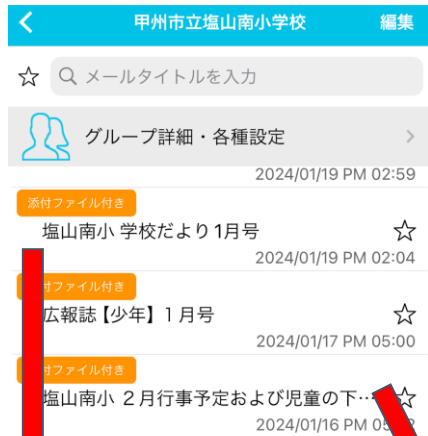 甲州市立塩山南小学校 編集
メールタイトルを入力
グループ詳細・各種設定
2024/01/19 PM 02:59
添付ファイル付き
塩山南小 学校だより1月号
2024/01/19 PM 02:04
付ファイル付き
広報誌【少年】1月号
2024/01/17 PM 05:00
付ファイル付き
塩山南小 2月行事予定および児童の下…
2024/01/16 PM